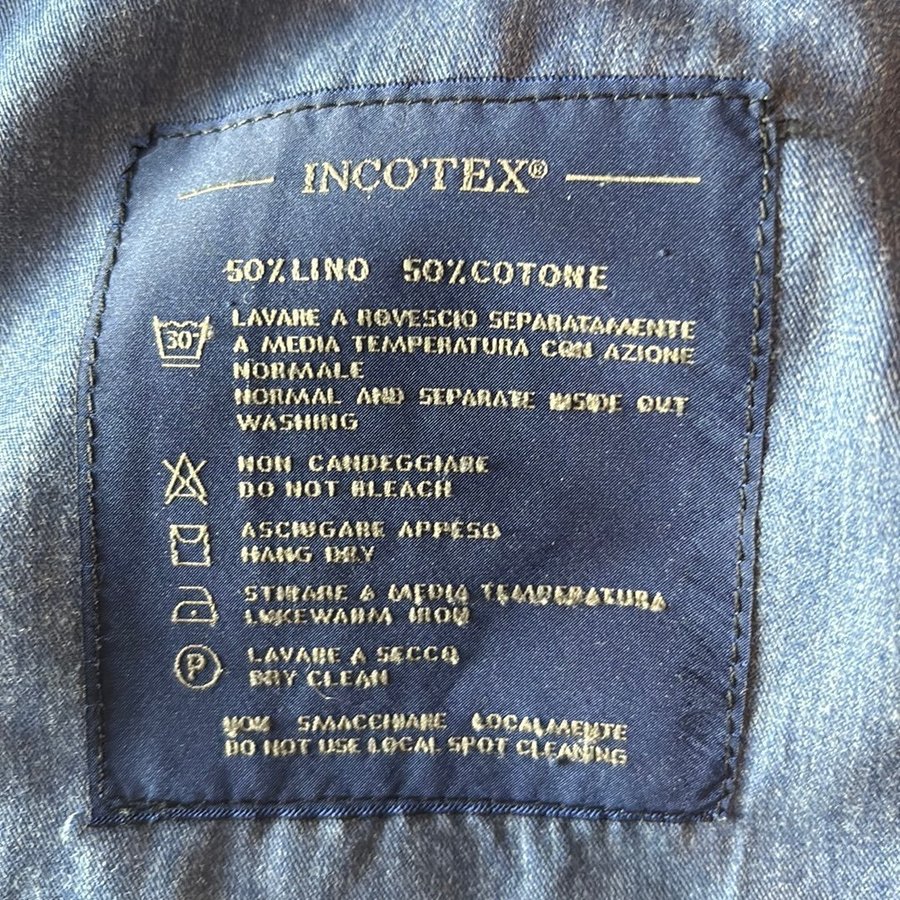 INCOTEX®
50%LINO 50%COTONE
30°
LAVARE A ROVESCIO SEPARATAMENTE
A MEDIA TEMPERATURA CON AZIONE
NORMALE
NORMAL AND SEPARATE INSIDE OUT
WASHING
NON CANDEGGIARE
DO NOT BLEACH
ASCIUGARE APPESO
HANG DRY
STIRARE A MEDIA TEMPERATURA
LUKEWARM IRON
P
LAVARE A SECCO
DRY CLEAN
NON SMACCHIARE LOCALMENTE
DO NOT USE LOCAL SPOT CLEANING